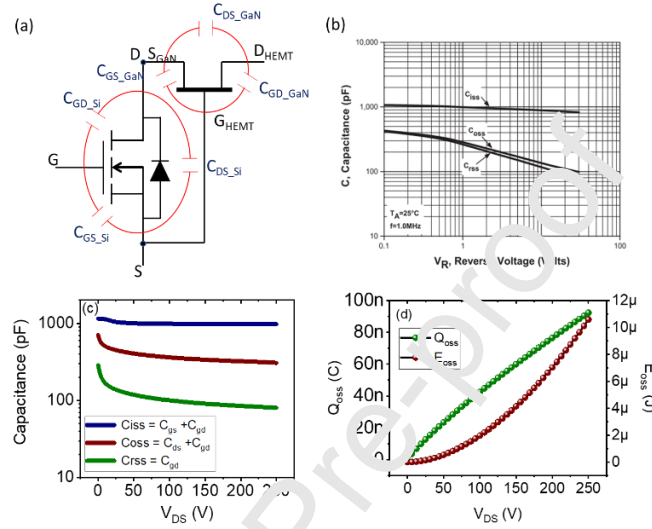 (a)
C_DS_GaN
D S_GaN D_HEMT
C_GS_GaN
C_GD_GaN
C_GD_Si
G_HEMT
G
C_DS_Si
C_GS_Si
S
(b)
10,000
1,000
100
10
C, Capacitance (pF)
C_iss
C_oss
C_rss
T_A=25°C
f=1.0MHz
0.1 1 10 100
V_R, Reverse Voltage (Volts)
(c)
Capacitance (pF)
1000
100
10
Ciss = C_gs +C_gd
Coss = C_ds +C_gd
Crss = C_gd
0 50 100 150 200 250
V_DS (V)
(d)
Q_oss (C)
100n
80n
60n
40n
20n
Q_oss
E_oss
12µ
10µ
8µ
6µ
4µ
2µ
0
0 50 100 150 200 250
V_DS (V)
Pre-proof